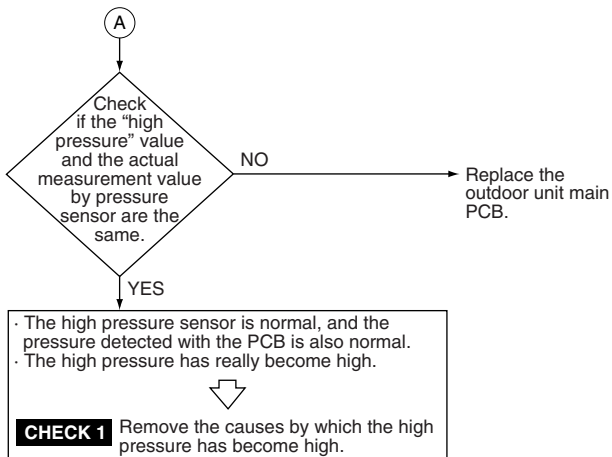 A
Check
if the “high
pressure” value
and the actual
measurement value
by pressure
sensor are the
same.
NO
Replace the
outdoor unit main
PCB.
YES
· The high pressure sensor is normal, and the
pressure detected with the PCB is also normal.
· The high pressure has really become high.
CHECK 1 Remove the causes by which the high
pressure has become high.